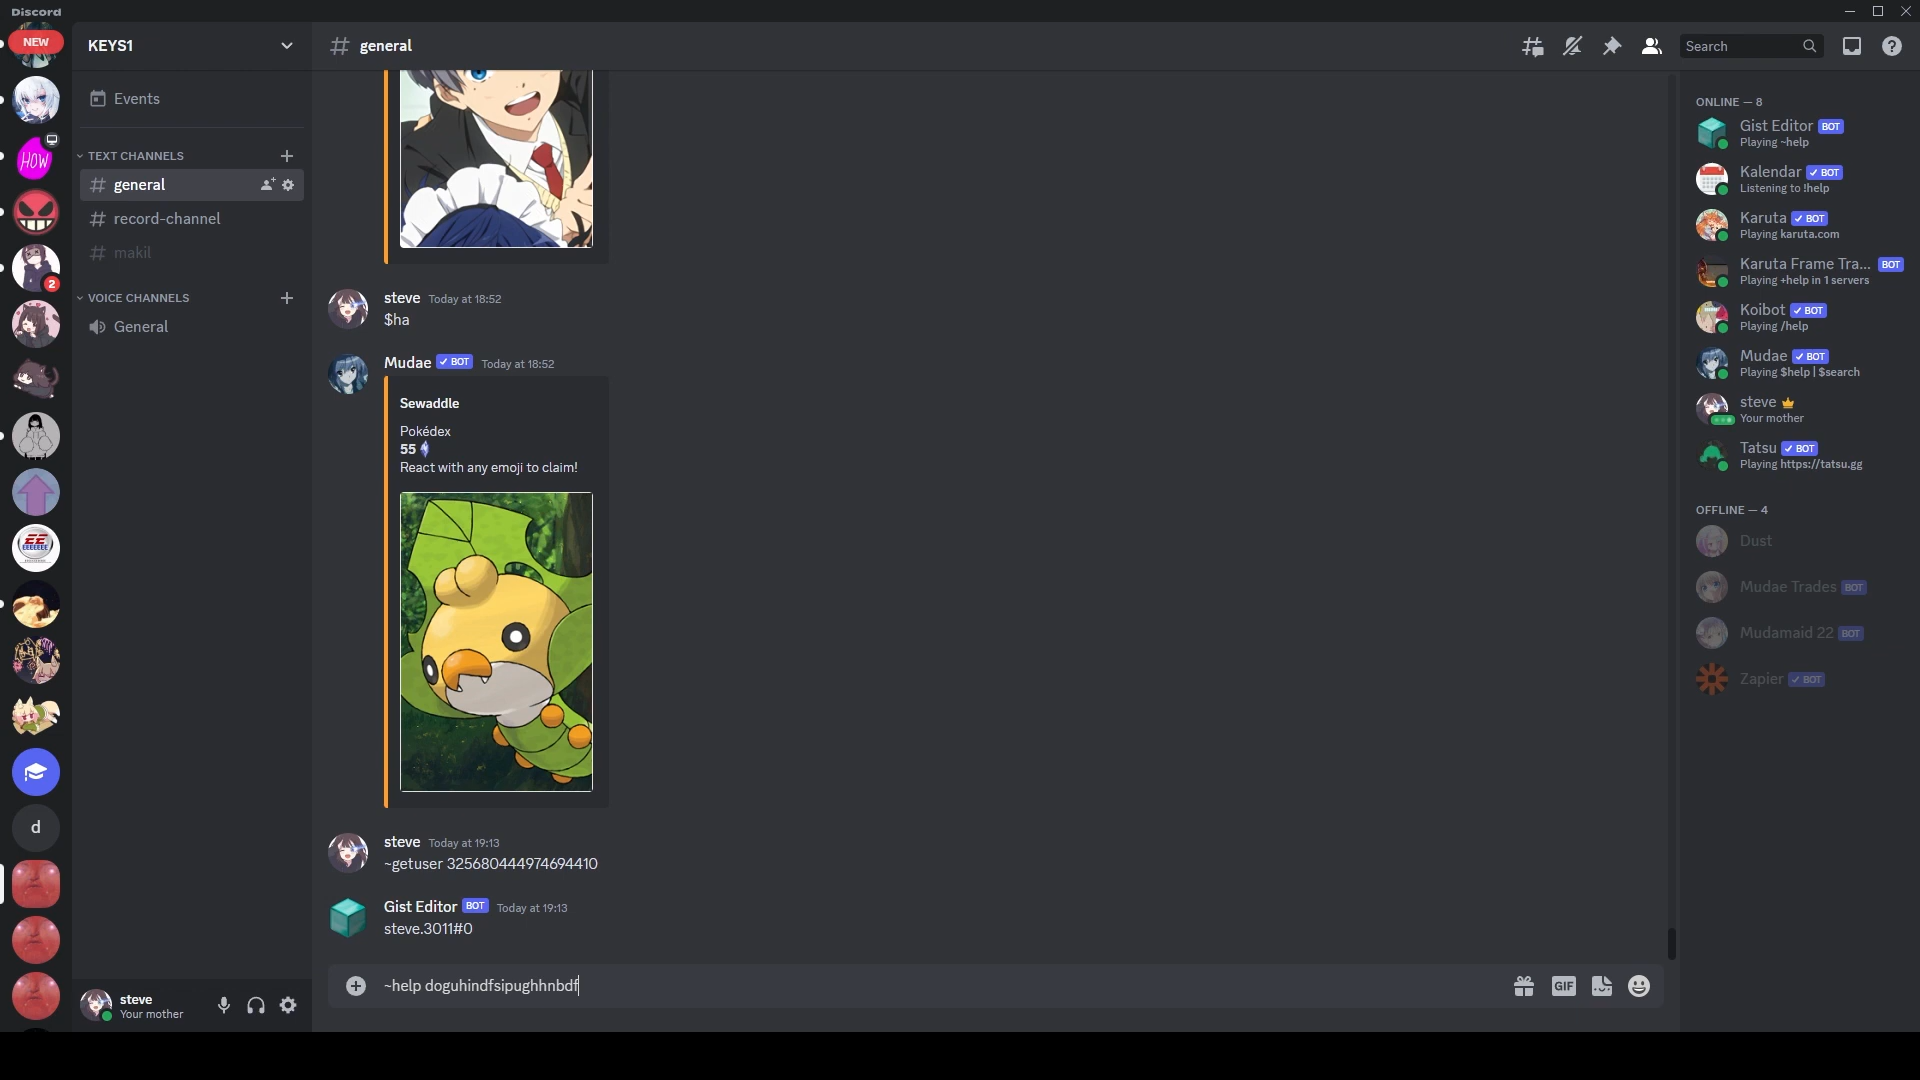 Discord
NEW
HOW
2
EE
EEEEEEE
d
KEYS1
Events
TEXT CHANNELS
general
record-channel
makil
VOICE CHANNELS
General
steve
Your mother
general
Search
steve Today at 18:52
$ha
Mudae BOT Today at 18:52
Sewaddle
Pokédex
55
React with any emoji to claim!
steve Today at 19:13
~getuser 325680444974694410
Gist Editor BOT Today at 19:13
steve.3011#0
~help doguhindfsipughhnbdf
GIF
ONLINE — 8
Gist Editor BOT
Playing ~help
Kalendar BOT
Listening to !help
Karuta BOT
Playing karuta.com
Karuta Frame Tra... BOT
Playing +help in 1 servers
Koibot BOT
Playing /help
Mudae BOT
Playing $help | $search
steve
Your mother
Tatsu BOT
Playing https://tatsu.gg
OFFLINE — 4
Dust
Mudae Trades BOT
Mudamaid 22 BOT
Zapier BOT